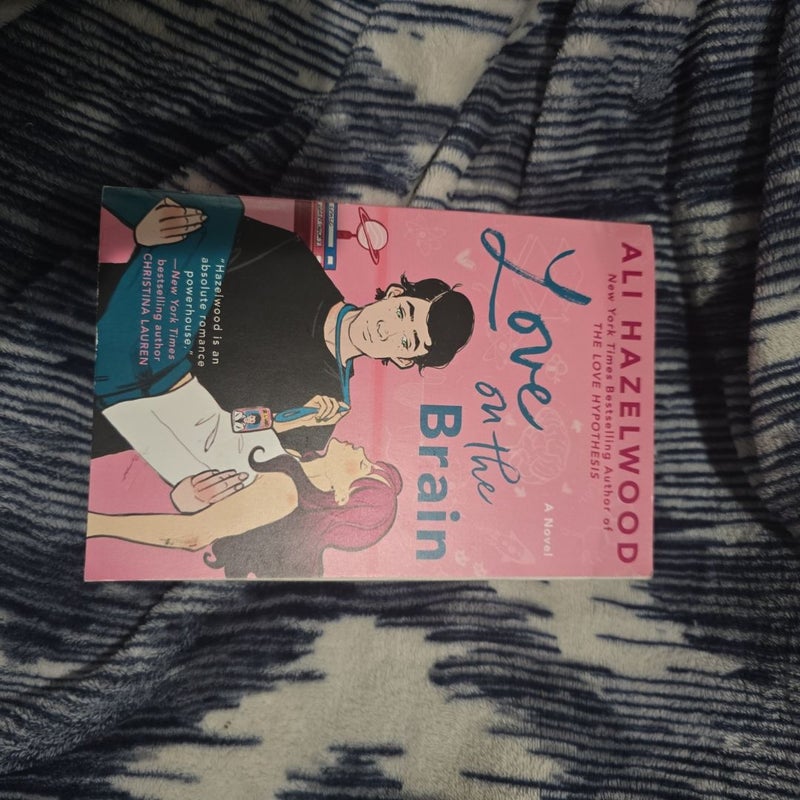 ALI HAZELWOOD
New York Times Bestselling Author of
THE LOVE HYPOTHESIS
Love
on the
Brain
A Novel
"Hazelwood is an
absolute romance
powerhouse."
—New York Times
bestselling author
CHRISTINA LAUREN